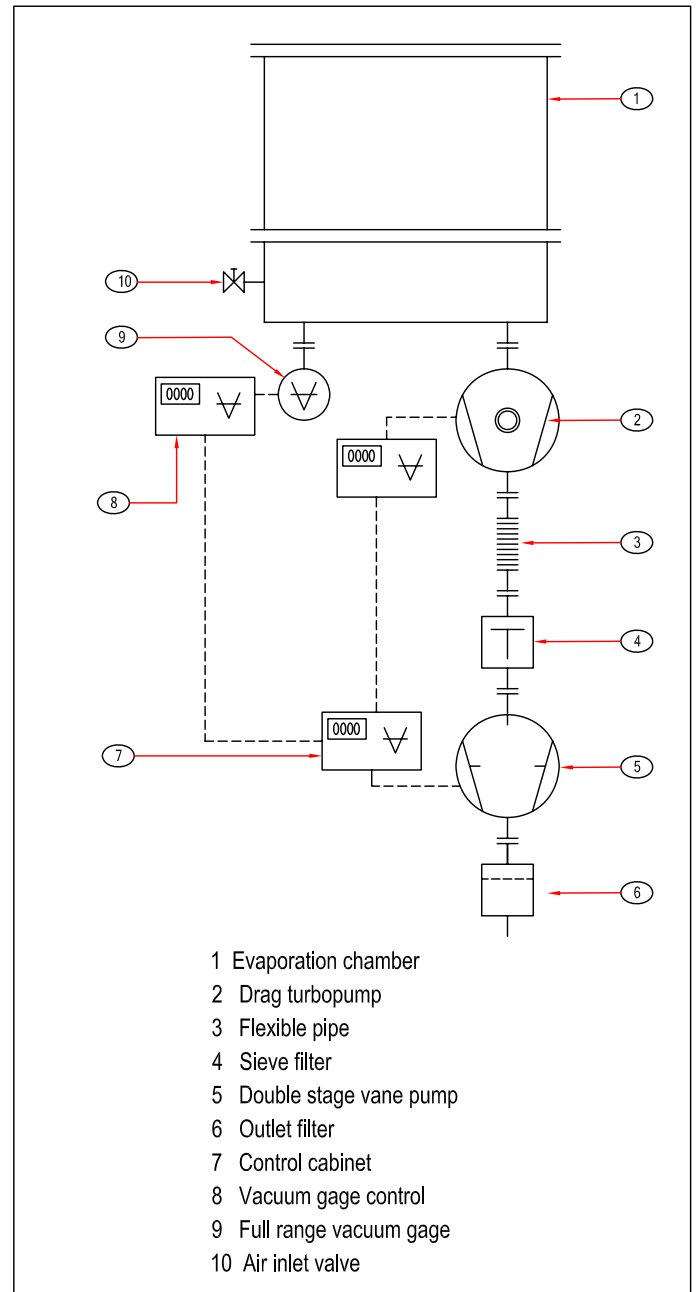 1
10
9
0000
2
0000
8
3
4
0000
7
5
6
1 Evaporation chamber
2 Drag turbopump
3 Flexible pipe
4 Sieve filter
5 Double stage vane pump
6 Outlet filter
7 Control cabinet
8 Vacuum gage control
9 Full range vacuum gage
10 Air inlet valve